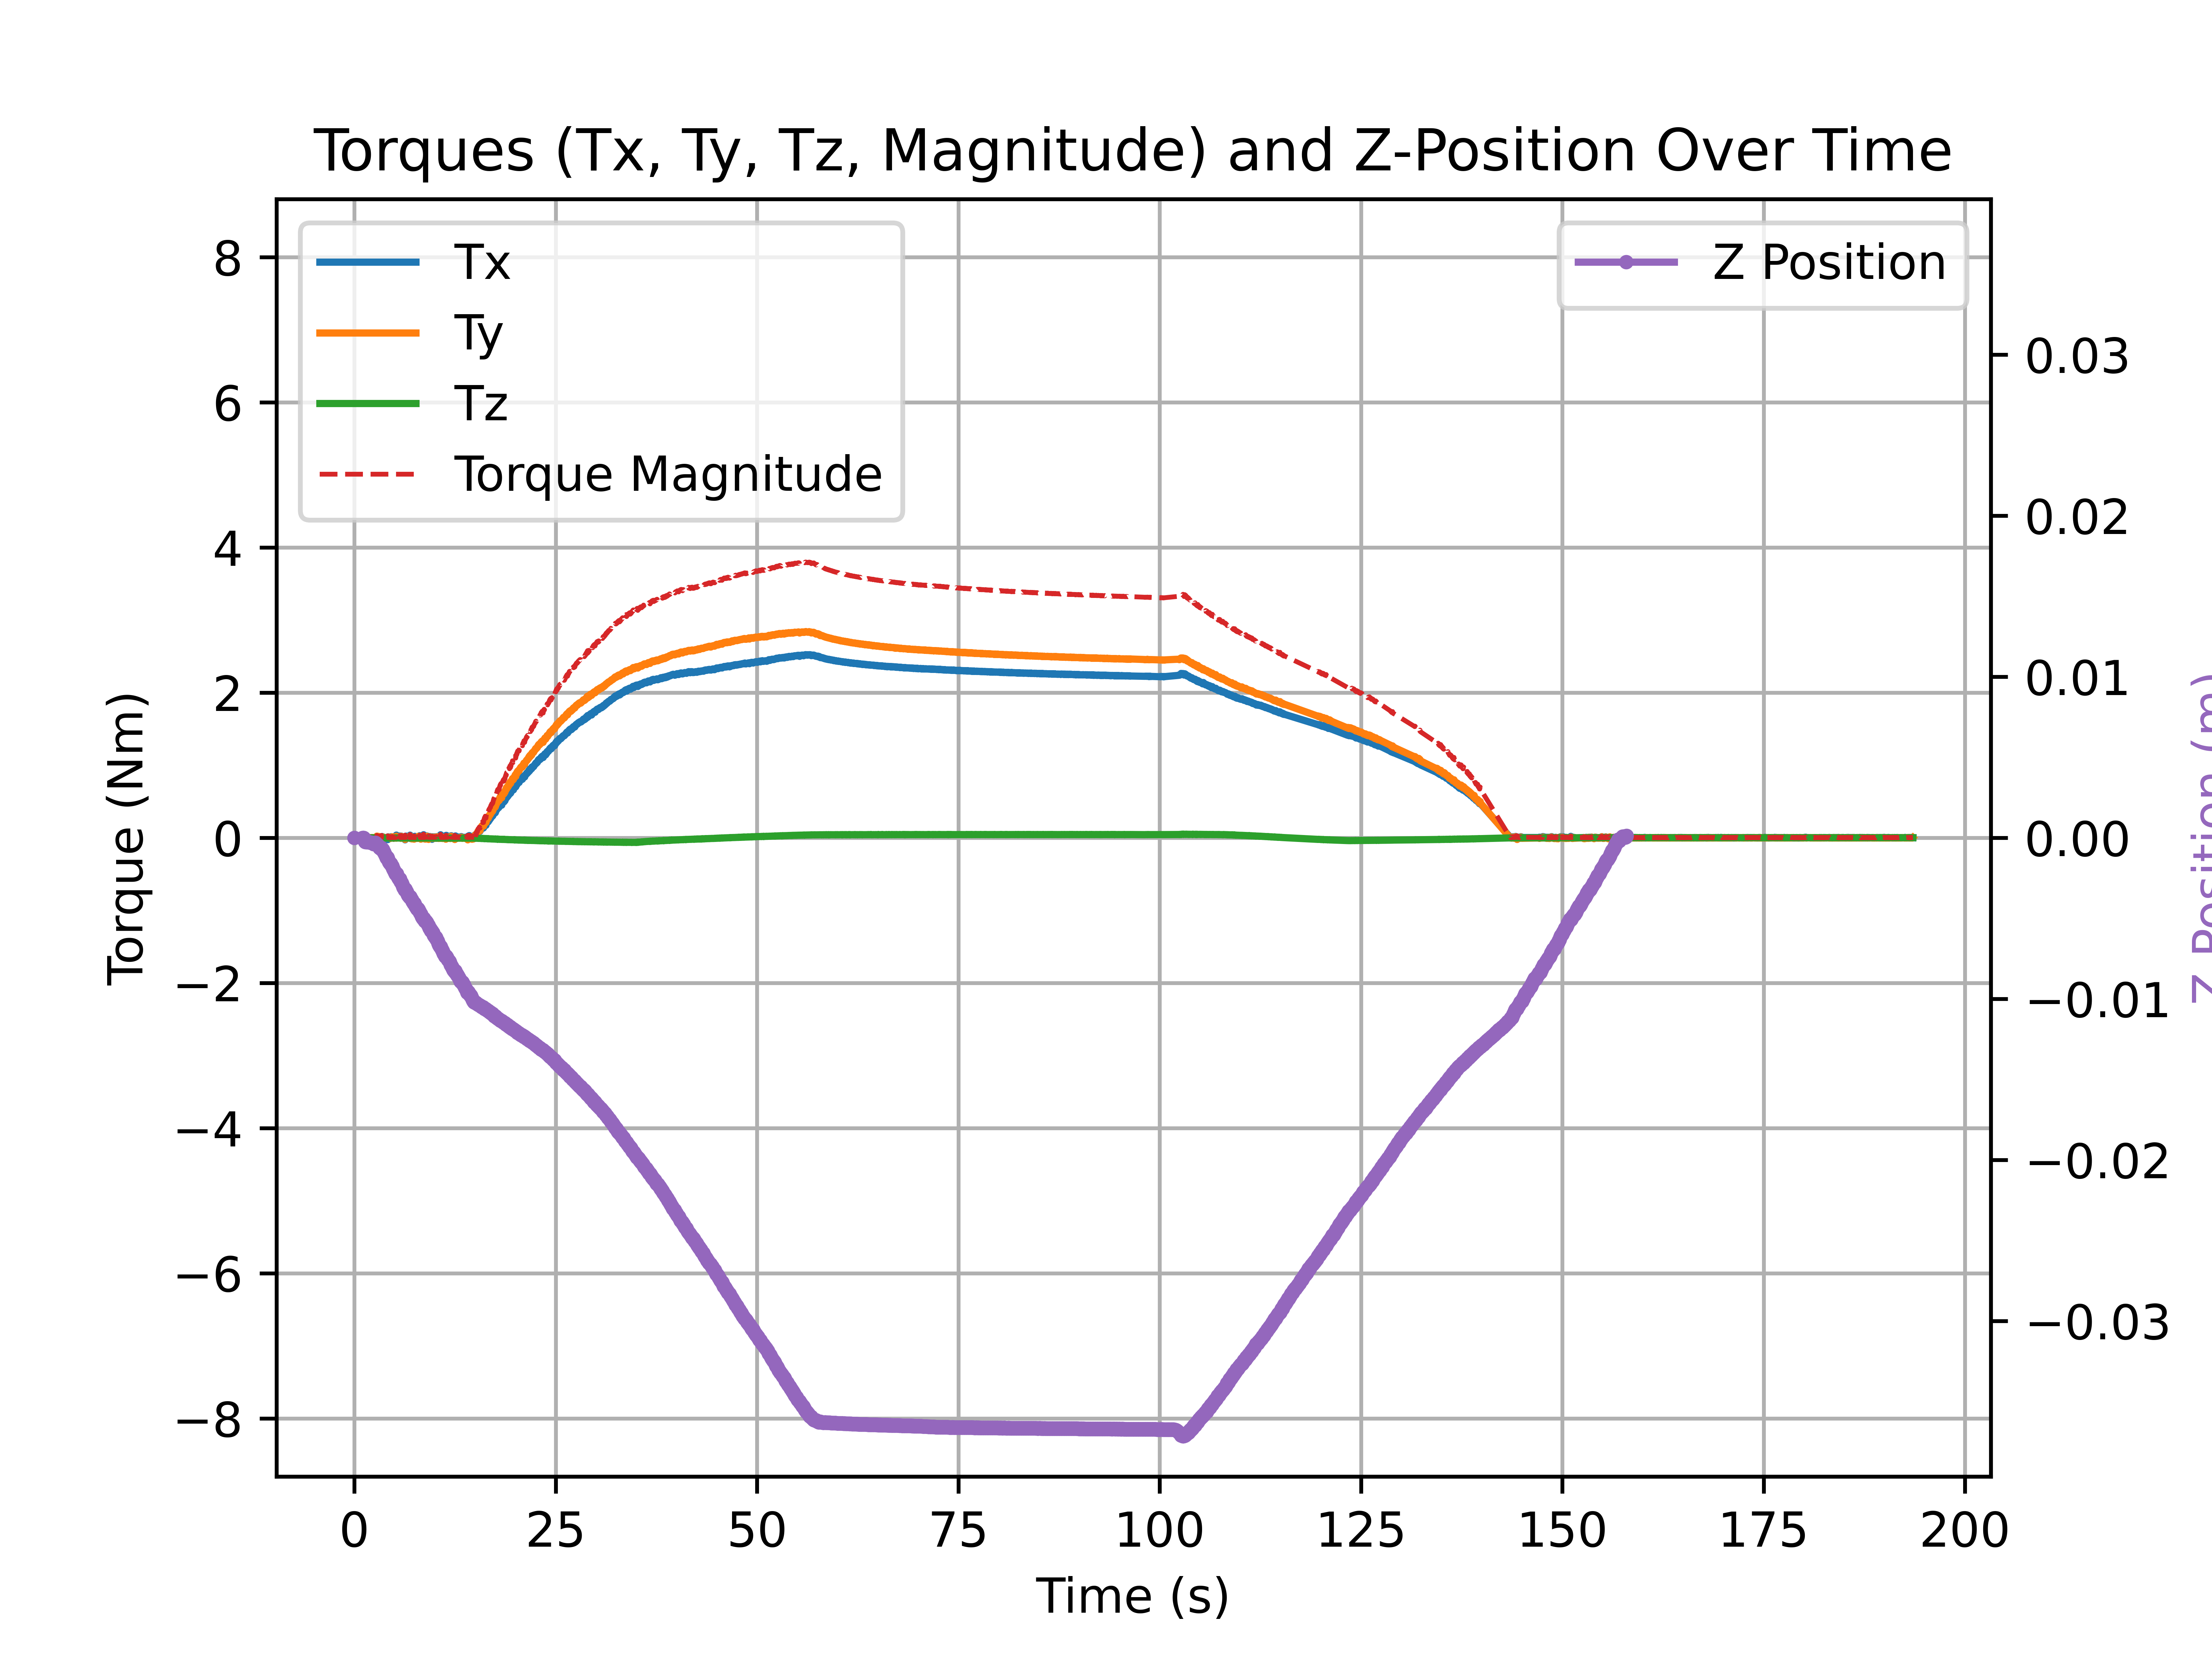 Torques (Tx, Ty, Tz, Magnitude) and Z-Position Over Time
Tx
Ty
Tz
Torque Magnitude
Z Position
8
6
4
2
0
−2
−4
−6
−8
Torque (Nm)
0.03
0.02
0.01
0.00
−0.01
−0.02
−0.03
Z Position (m)
0 25 50 75 100 125 150 175 200
Time (s)